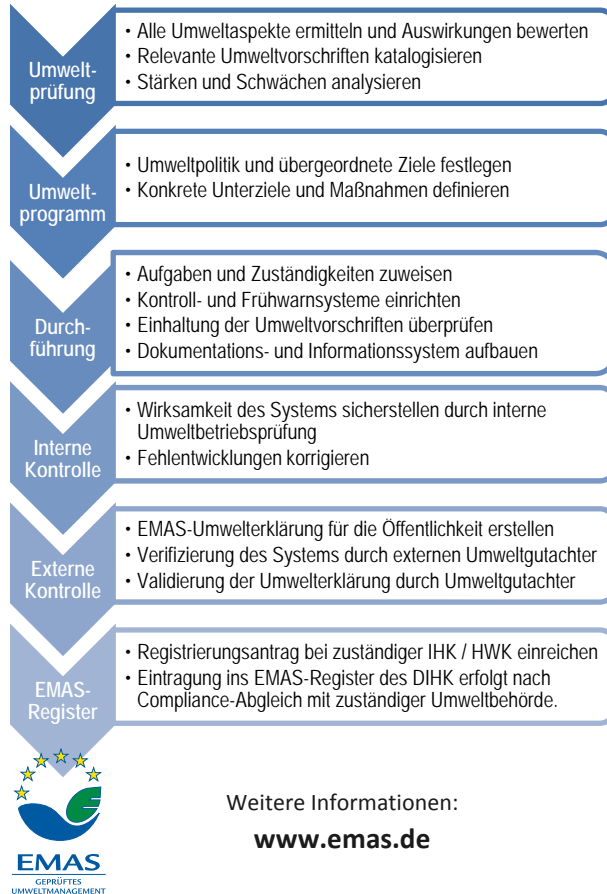 Umwelt-
prüfung
• Alle Umweltaspekte ermitteln und Auswirkungen bewerten
• Relevante Umweltvorschriften katalogisieren
• Stärken und Schwächen analysieren
Umwelt-
programm
• Umweltpolitik und übergeordnete Ziele festlegen
• Konkrete Unterziele und Maßnahmen definieren
Durch-
führung
• Aufgaben und Zuständigkeiten zuweisen
• Kontroll- und Frühwarnsysteme einrichten
• Einhaltung der Umweltvorschriften überprüfen
• Dokumentations- und Informationssystem aufbauen
Interne
Kontrolle
• Wirksamkeit des Systems sicherstellen durch interne
Umweltbetriebsprüfung
• Fehlentwicklungen korrigieren
Externe
Kontrolle
• EMAS-Umwelterklärung für die Öffentlichkeit erstellen
• Verifizierung des Systems durch externen Umweltgutachter
• Validierung der Umwelterklärung durch Umweltgutachter
EMAS-
Register
• Registrierungsantrag bei zuständiger IHK / HWK einreichen
• Eintragung ins EMAS-Register des DIHK erfolgt nach
Compliance-Abgleich mit zuständiger Umweltbehörde.
EMAS
GEPRÜFTES
UMWELTMANAGEMENT
Weitere Informationen:
www.emas.de